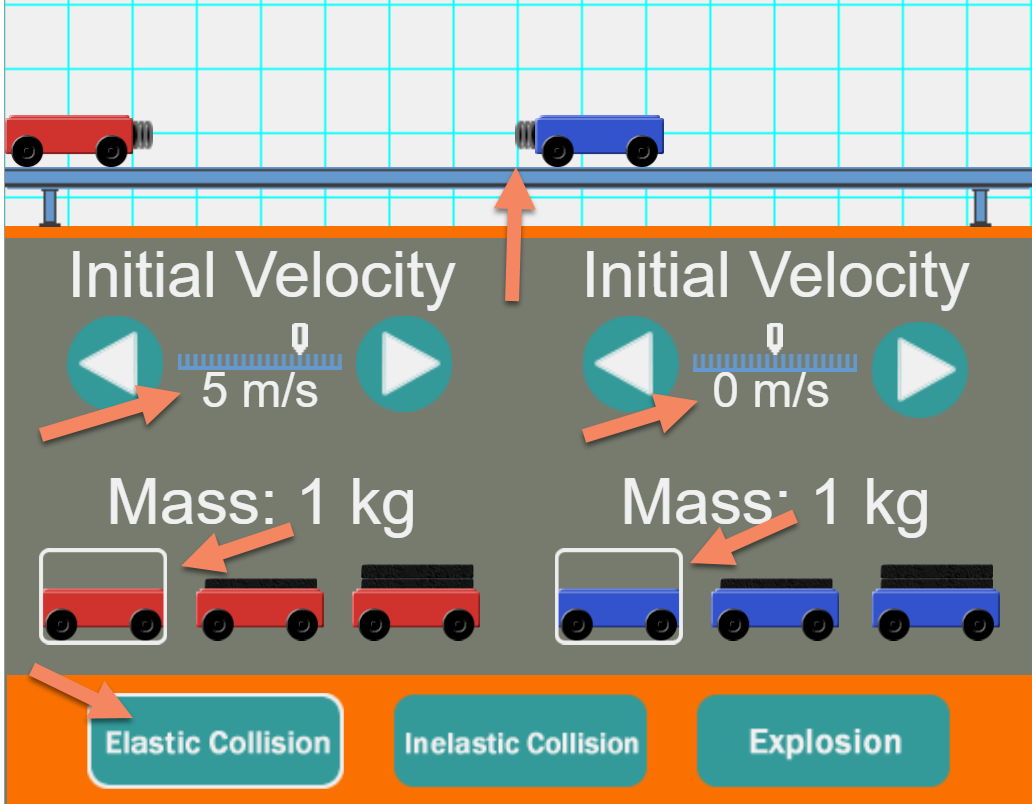 Initial Velocity
5 m/s
Mass: 1 kg
Initial Velocity
0 m/s
Mass: 1 kg
Elastic Collision
Inelastic Collision
Explosion